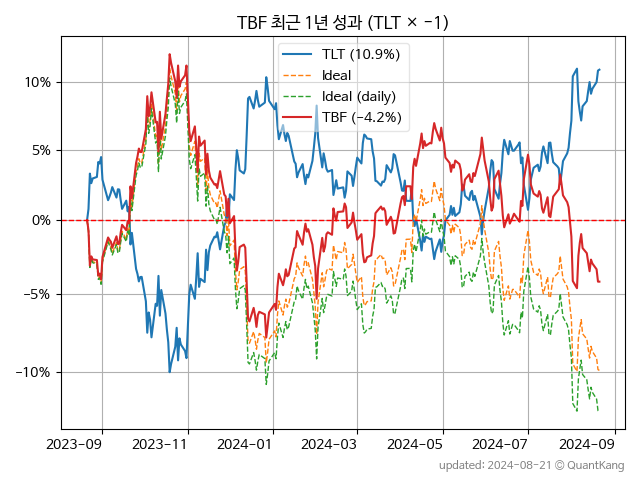 TBF 최근 1년 성과 (TLT × −1)
TLT (10.9%)
Ideal
Ideal (daily)
TBF (−4.2%)
10%
5%
0%
−5%
−10%
2023-09 2023-11 2024-01 2024-03 2024-05 2024-07 2024-09
updated: 2024-08-21 © QuantKang